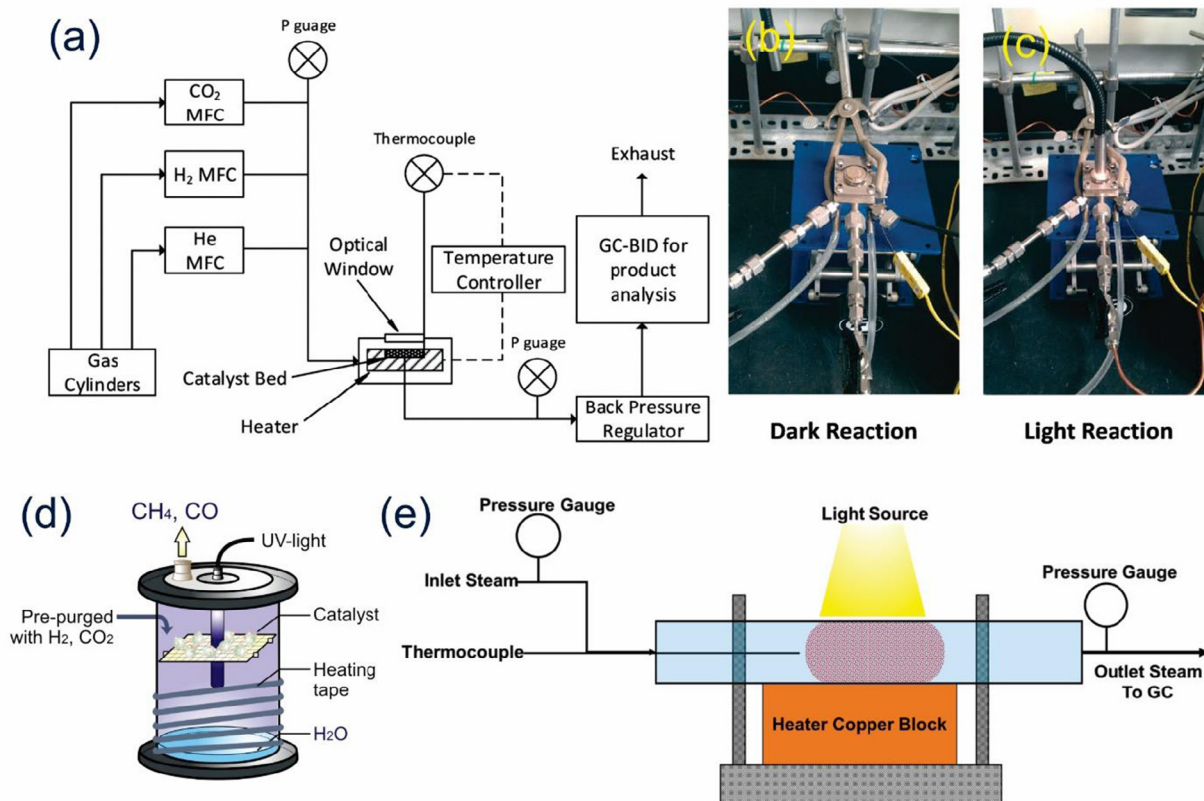 (a)
P guage
CO₂
MFC
H₂ MFC
He
MFC
Gas
Cylinders
Thermocouple
Optical
Window
Temperature
Controller
Catalyst Bed
Heater
P guage
Back Pressure
Regulator
GC-BID for
product
analysis
Exhaust
(b)
Dark Reaction
(c)
Light Reaction
(d)
CH₄, CO
UV-light
Pre-purged
with H₂, CO₂
Catalyst
Heating
tape
H₂O
(e)
Pressure Gauge
Inlet Steam
Thermocouple
Light Source
Heater Copper Block
Pressure Gauge
Outlet Steam
To GC